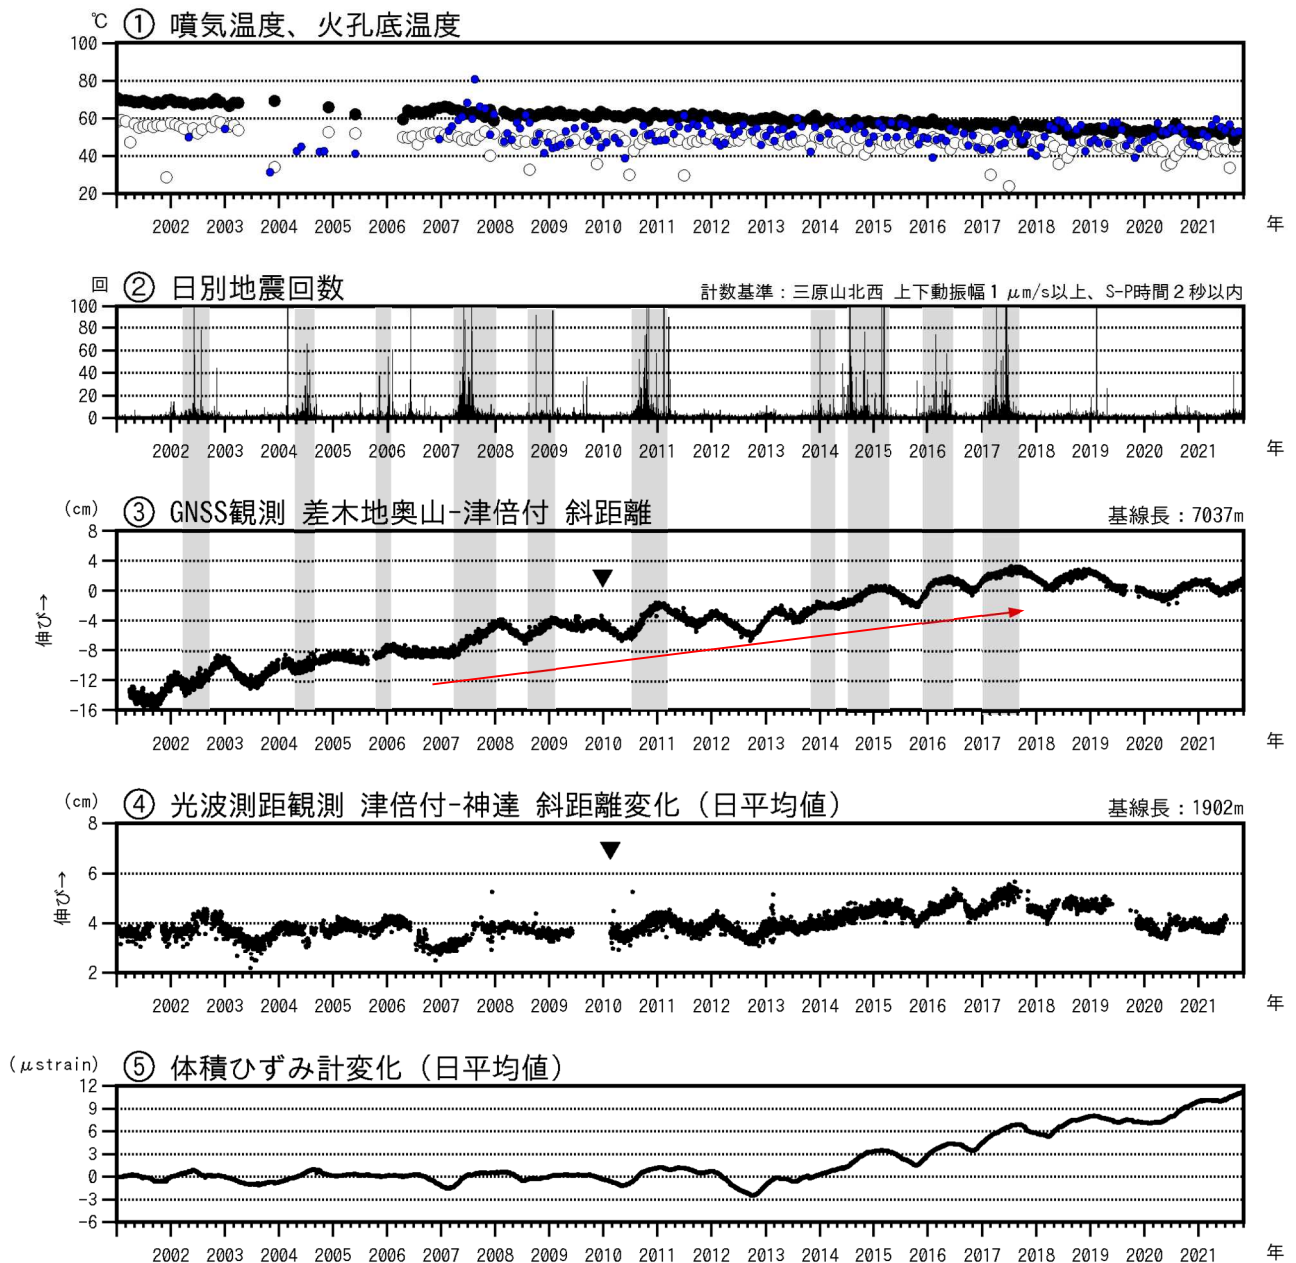 ℃ ① 噴気温度、火孔底温度
100
80
60
40
20
2002 2003 2004 2005 2006 2007 2008 2009 2010 2011 2012 2013 2014 2015 2016 2017 2018 2019 2020 2021 年
回 ② 日別地震回数 計数基準：三原山北西 上下動振幅１μm/s以上、S-P時間２秒以内
100
80
60
40
20
0
2002 2003 2004 2005 2006 2007 2008 2009 2010 2011 2012 2013 2014 2015 2016 2017 2018 2019 2020 2021 年
(cm) ③ GNSS観測 差木地奥山-津倍付 斜距離 基線長：7037m
8
4
0
-4
-8
-12
-16
伸び→
2002 2003 2004 2005 2006 2007 2008 2009 2010 2011 2012 2013 2014 2015 2016 2017 2018 2019 2020 2021 年
(cm) ④ 光波測距観測 津倍付-神達 斜距離変化（日平均値） 基線長：1902m
8
6
4
2
伸び→
2002 2003 2004 2005 2006 2007 2008 2009 2010 2011 2012 2013 2014 2015 2016 2017 2018 2019 2020 2021 年
(μstrain) ⑤ 体積ひずみ計変化（日平均値）
12
9
6
3
0
-3
-6
2002 2003 2004 2005 2006 2007 2008 2009 2010 2011 2012 2013 2014 2015 2016 2017 2018 2019 2020 2021 年